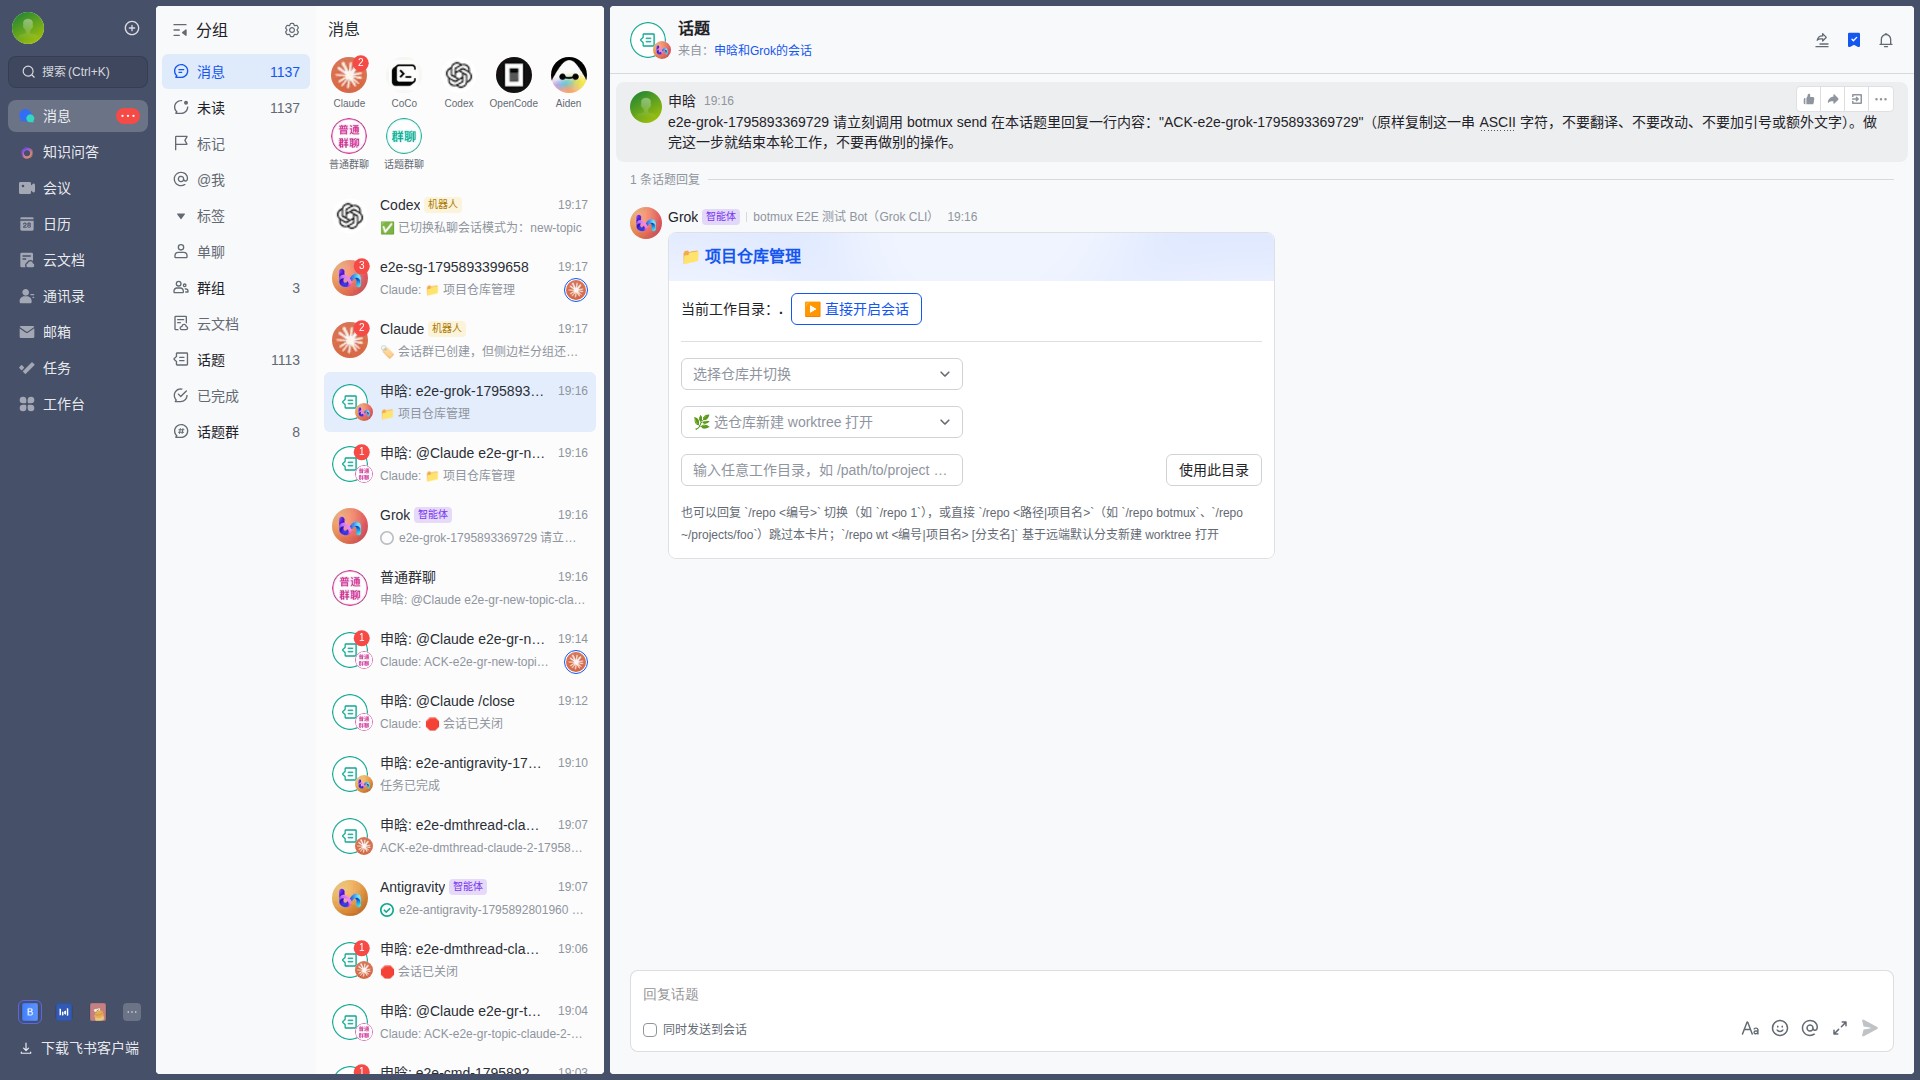 搜索 (Ctrl+K)
消息
知识问答
会议
日历
云文档
通讯录
邮箱
任务
工作台
下载飞书客户端
分组
消息 1137
未读 1137
标记
@我
标签
单聊
群组 3
云文档
话题 1113
已完成
话题群 8
消息
2
Claude
CoCo
Codex
OpenCode
Aiden
普通群聊
群聊
普通群聊
话题群聊
Codex 机器人 19:17
✅ 已切换私聊会话模式为：new-topic
3
e2e-sg-1795893399658 19:17
Claude: 📁 项目仓库管理
2
Claude 机器人 19:17
🏷️ 会话群已创建，但侧边栏分组还…
申晗: e2e-grok-1795893… 19:16
📁 项目仓库管理
1
申晗: @Claude e2e-gr-n… 19:16
Claude: 📁 项目仓库管理
Grok 智能体 19:16
e2e-grok-1795893369729 请立…
普通群聊
普通群聊 19:16
申晗: @Claude e2e-gr-new-topic-cla…
1
申晗: @Claude e2e-gr-n… 19:14
Claude: ACK-e2e-gr-new-topi…
申晗: @Claude /close 19:12
Claude: 🛑 会话已关闭
申晗: e2e-antigravity-17… 19:10
任务已完成
申晗: e2e-dmthread-cla… 19:07
ACK-e2e-dmthread-claude-2-17958…
Antigravity 智能体 19:07
e2e-antigravity-1795892801960 …
1
申晗: e2e-dmthread-cla… 19:06
🛑 会话已关闭
申晗: @Claude e2e-gr-t… 19:04
Claude: ACK-e2e-gr-topic-claude-2-…
1
申晗: e2e-cmd-1795892… 19:03
话题
来自：申晗和Grok的会话
申晗 19:16
e2e-grok-1795893369729 请立刻调用 botmux send 在本话题里回复一行内容："ACK-e2e-grok-1795893369729"（原样复制这一串 ASCII 字符，不要翻译、不要改动、不要加引号或额外文字）。做
完这一步就结束本轮工作，不要再做别的操作。
1 条话题回复
Grok 智能体 botmux E2E 测试 Bot（Grok CLI） 19:16
📁 项目仓库管理
当前工作目录：. ▶️ 直接开启会话
选择仓库并切换
🌿 选仓库新建 worktree 打开
输入任意工作目录，如 /path/to/project … 使用此目录
也可以回复 `/repo <编号>` 切换（如 `/repo 1`），或直接 `/repo <路径|项目名>`（如 `/repo botmux`、`/repo
~/projects/foo`）跳过本卡片；`/repo wt <编号|项目名> [分支名]` 基于远端默认分支新建 worktree 打开
回复话题
同时发送到会话